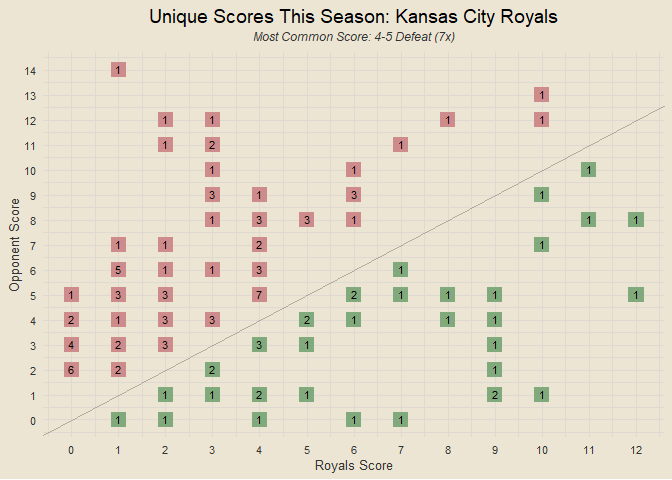 Unique Scores This Season: Kansas City Royals
Most Common Score: 4-5 Defeat (7x)
14 1
13 1
12 1 1 1 1
11 1 2 1
10 1 1 1
9 3 1 3 1
8 1 3 3 1 1 1
7 1 1 2 1
6 5 1 1 3 1
5 1 3 3 7 2 1 1 1 1
4 2 1 3 3 2 1 1 1
3 4 2 3 3 1 1
2 6 2 2 1
1 1 1 2 1 2 1
0 1 1 1 1 1
0 1 2 3 4 5 6 7 8 9 10 11 12
Royals Score
Opponent Score